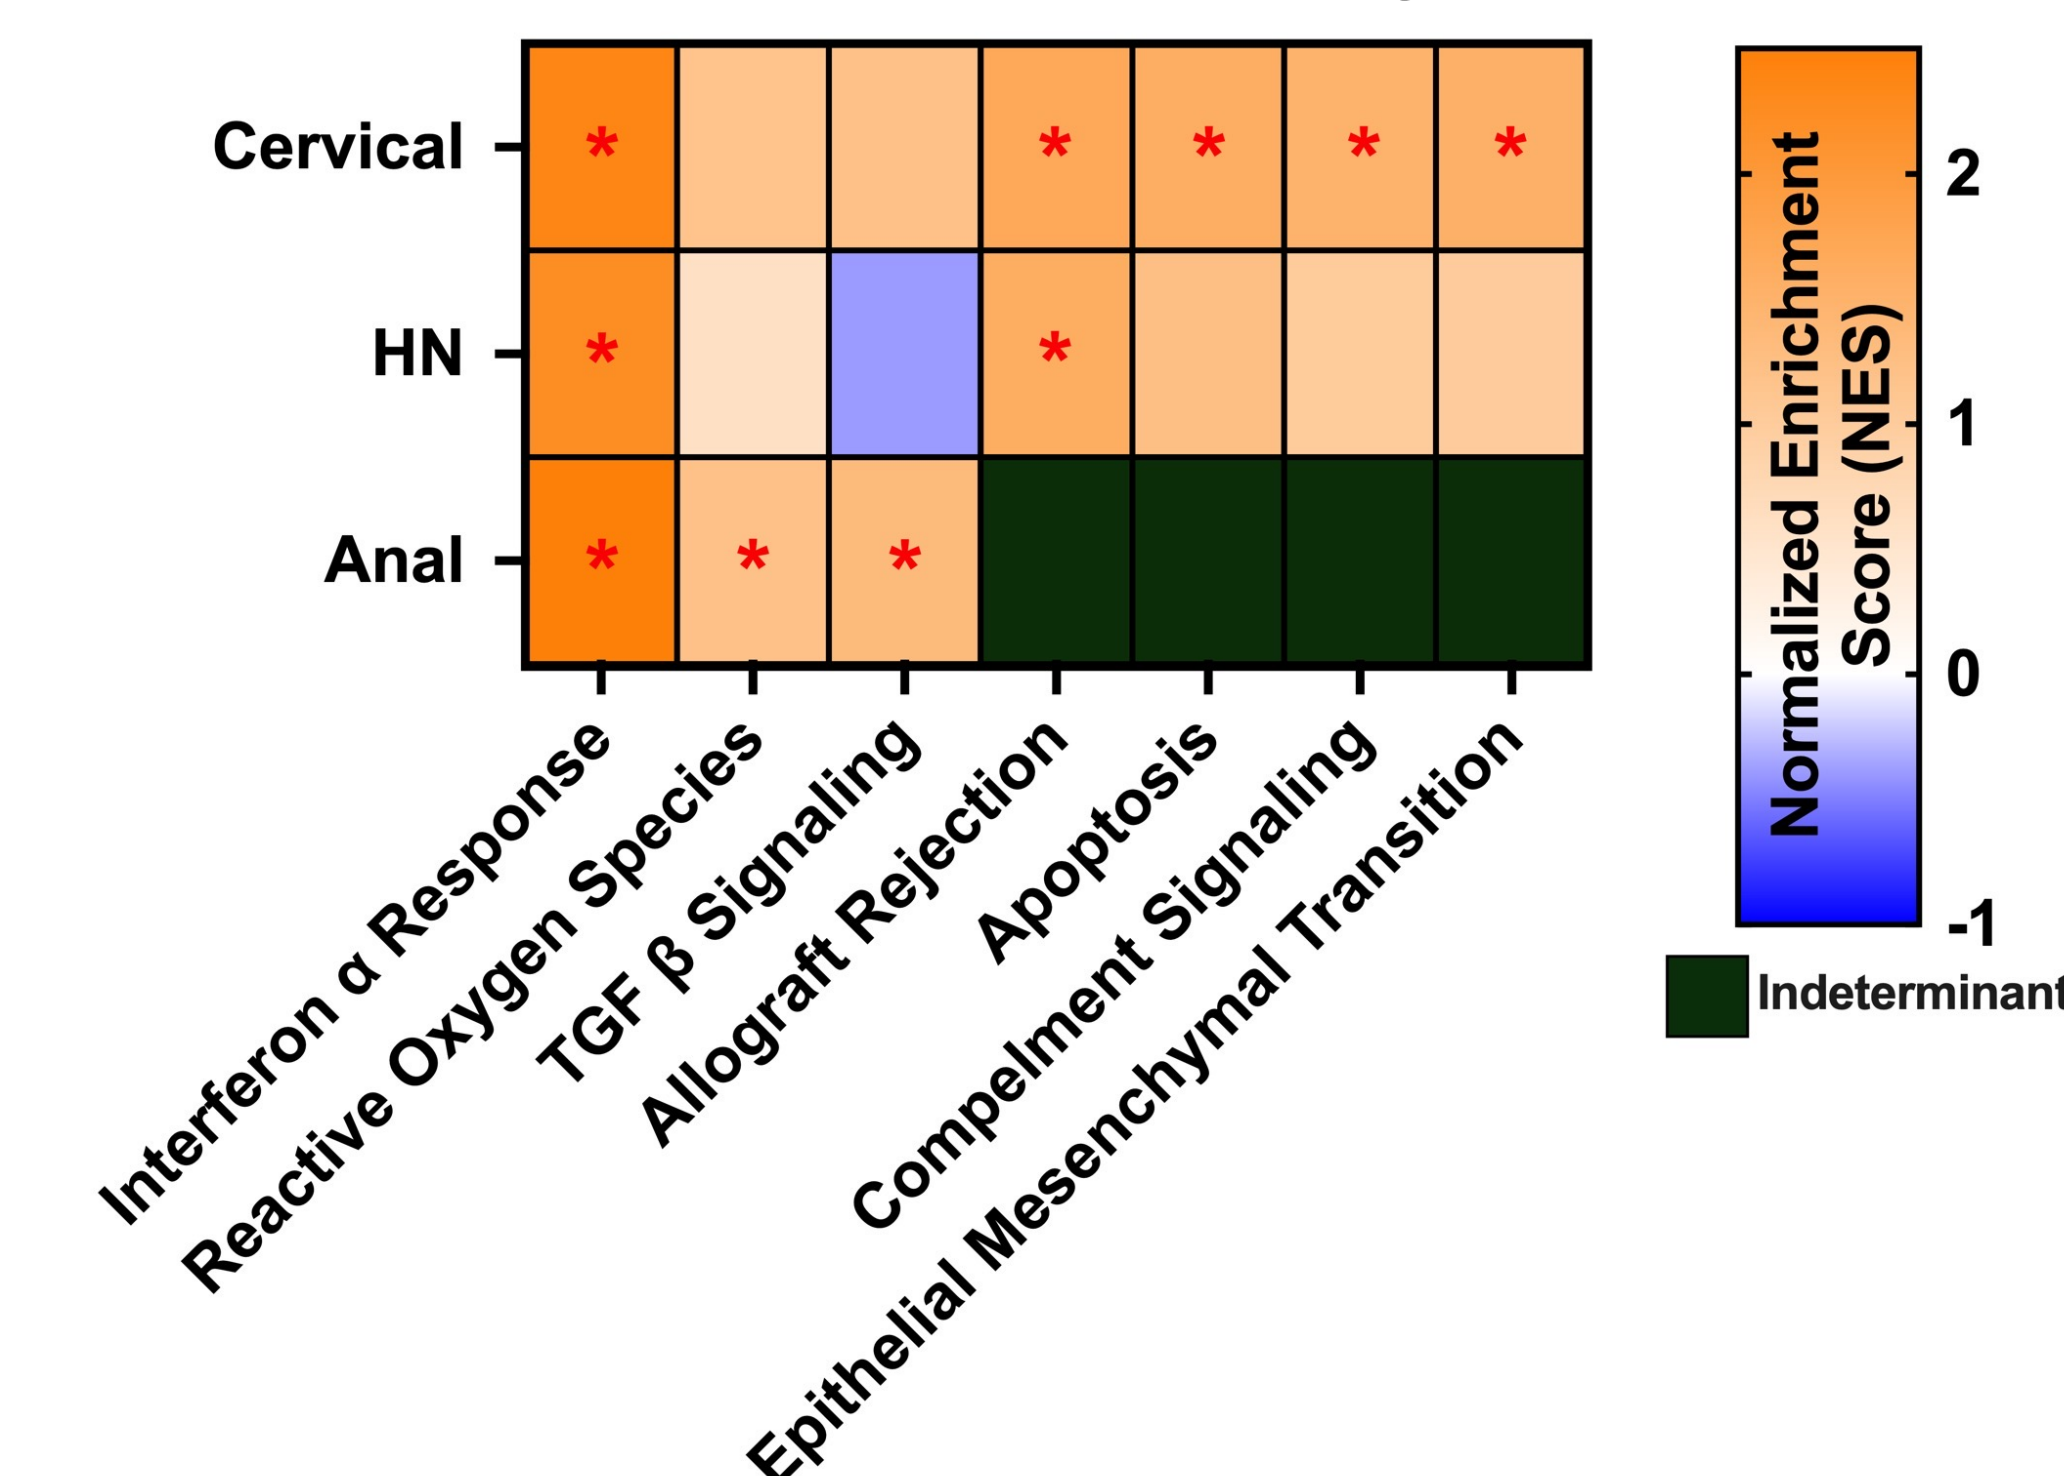 Cervical
HN
Anal
* * * * *
* *
* * *
Interferon α Response
Reactive Oxygen Species
TGF β Signaling
Alllograft Rejection
Apoptosis
Compelment Signaling
Epithelial Mesenchymal Transition
Normalized Enrichment
Score (NES)
2
1
0
-1
Indeterminant